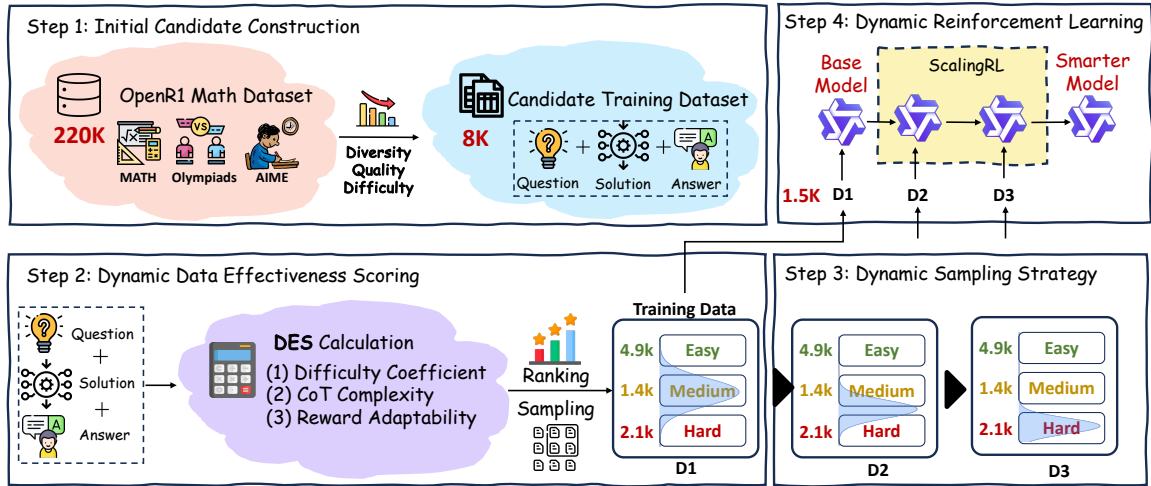 Step 1: Initial Candidate Construction
OpenR1 Math Dataset
220K
VS
MATH
Olympiads
AIME
Diversity
Quality
Difficulty
Candidate Training Dataset
8K
A
Question
+
Solution
+
Answer
Step 4: Dynamic Reinforcement Learning
Base
Model
ScalingRL
Smarter
Model
1.5K
D1
D2
D3
Step 2: Dynamic Data Effectiveness Scoring
Question
+
Solution
+
A
Answer
DES Calculation
(1) Difficulty Coefficient
(2) CoT Complexity
(3) Reward Adaptability
Ranking
Sampling
Training Data
4.9k Easy
1.4k Medium
2.1k Hard
D1
Step 3: Dynamic Sampling Strategy
4.9k Easy
1.4k Medium
2.1k Hard
D2
4.9k Easy
1.4k Medium
2.1k Hard
D3